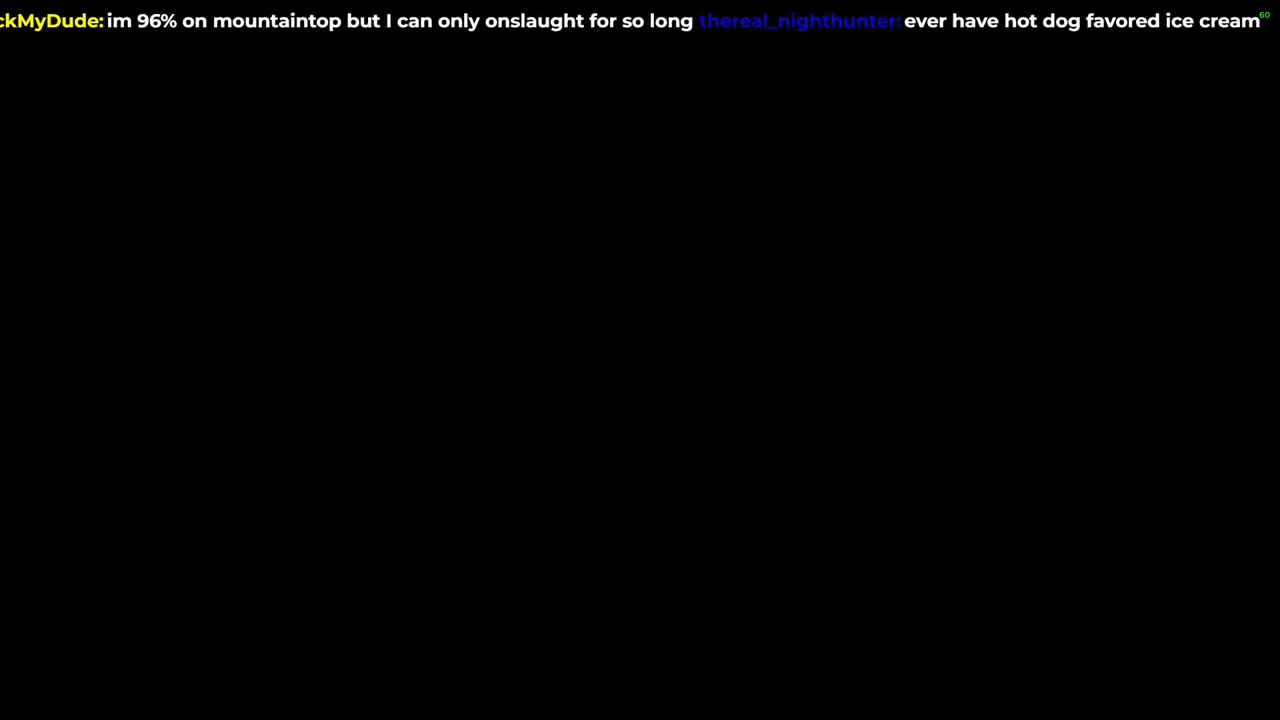 ckMyDude: im 96% on mountaintop but I can only onslaught for so long thereal_nighthunter: ever have hot dog favored ice cream
60